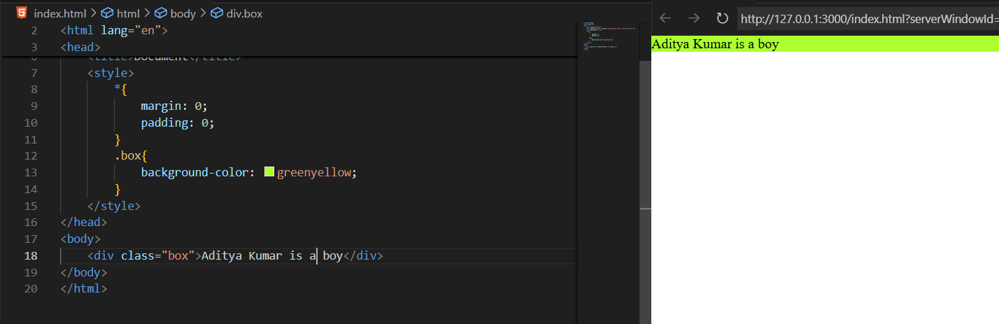 index.html > html > body > div.box
2 <html lang="en">
3 <head>
6 <title>Document</title>
7 <style>
8 *{
9 margin: 0;
10 padding: 0;
11 }
12 .box{
13 background-color: greenyellow;
14 }
15 </style>
16 </head>
17 <body>
18 <div class="box">Aditya Kumar is a boy</div>
19 </body>
20 </html>
http://127.0.0.1:3000/index.html?serverWindowId=
Aditya Kumar is a boy